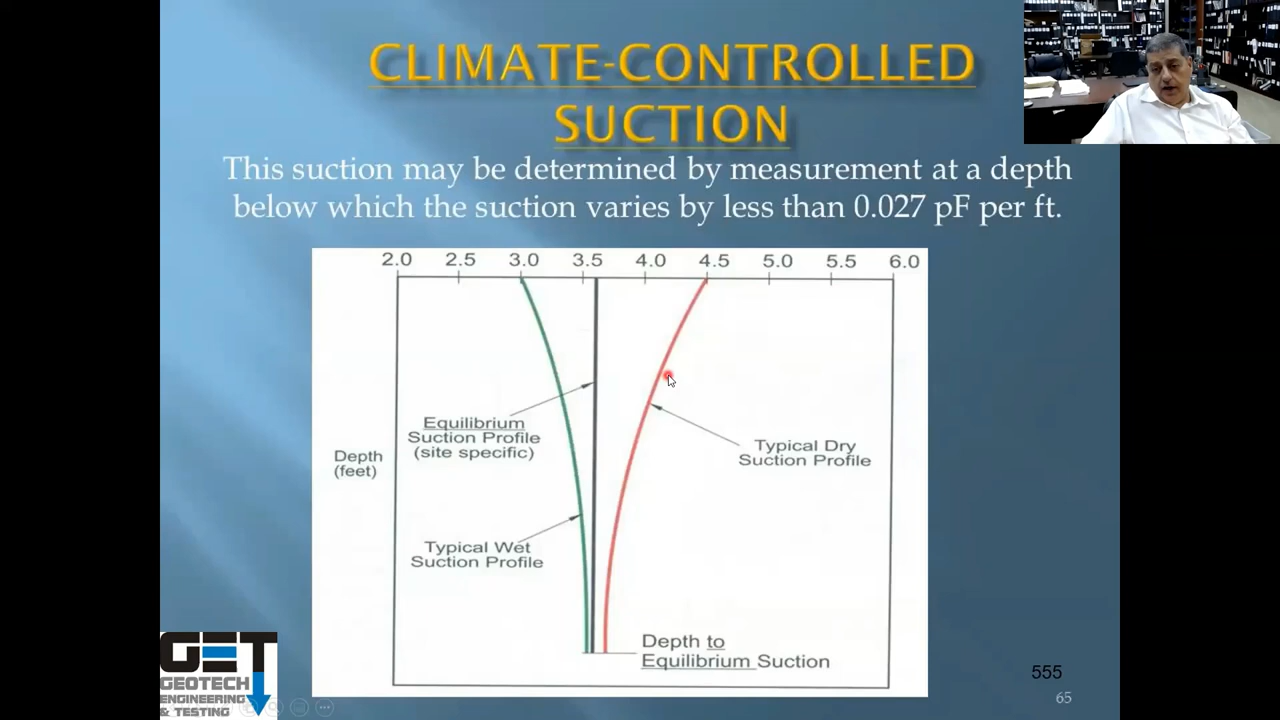 CLIMATE-CONTROLLED
SUCTION
This suction may be determined by measurement at a depth
below which the suction varies by less than 0.027 pF per ft.
2.0 2.5 3.0 3.5 4.0 4.5 5.0 5.5 6.0
Equilibrium
Suction Profile
(site specific)
Depth
(feet)
Typical Dry
Suction Profile
Typical Wet
Suction Profile
Depth to
Equilibrium Suction
GET
GEOTECH
ENGINEERING
& TESTING
555
65